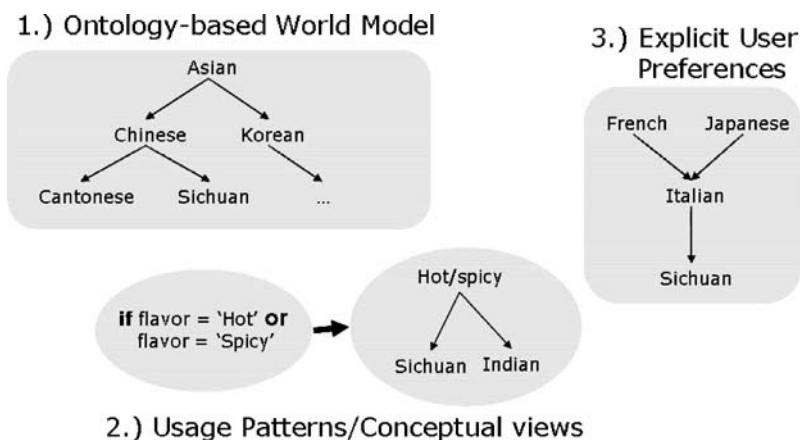 1.) Ontology-based World Model
Asian
Chinese Korean
Cantonese Sichuan ...
3.) Explicit User
Preferences
French Japanese
Italian
Sichuan
if flavor = ‘Hot’ or
flavor = ‘Spicy’
Hot/spicy
Sichuan Indian
2.) Usage Patterns/Conceptual views